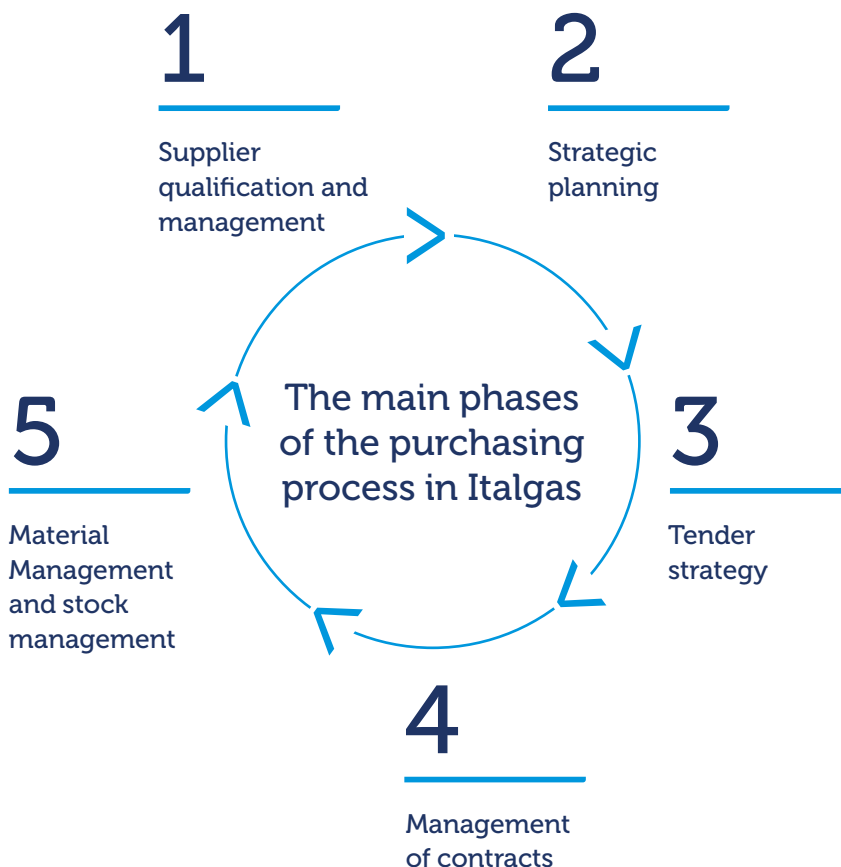 1
Supplier
qualification and
management
2
Strategic
planning
The main phases
of the purchasing
process in Italgas
3
Tender
strategy
4
Management
of contracts
5
Material
Management
and stock
management